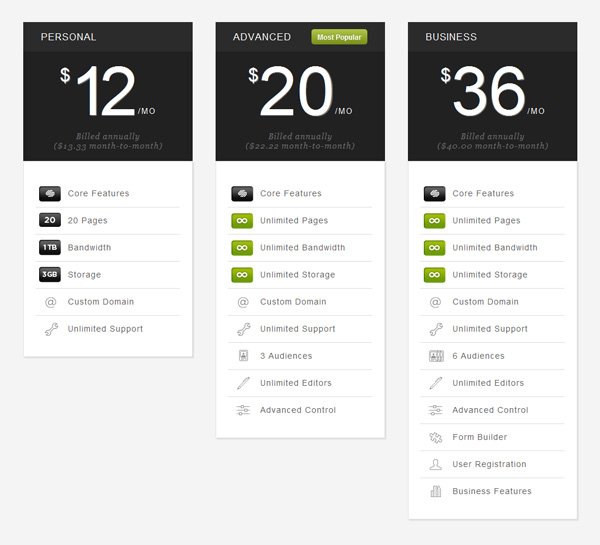 PERSONAL
$12/MO
Billed annually
($13.33 month-to-month)
Core Features
20 20 Pages
1TB Bandwidth
3GB Storage
@ Custom Domain
Unlimited Support
ADVANCED Most Popular
$20/MO
Billed annually
($22.22 month-to-month)
Core Features
∞ Unlimited Pages
∞ Unlimited Bandwidth
∞ Unlimited Storage
@ Custom Domain
Unlimited Support
3 Audiences
Unlimited Editors
Advanced Control
BUSINESS
$36/MO
Billed annually
($40.00 month-to-month)
Core Features
∞ Unlimited Pages
∞ Unlimited Bandwidth
∞ Unlimited Storage
@ Custom Domain
Unlimited Support
6 Audiences
Unlimited Editors
Advanced Control
Form Builder
User Registration
Business Features